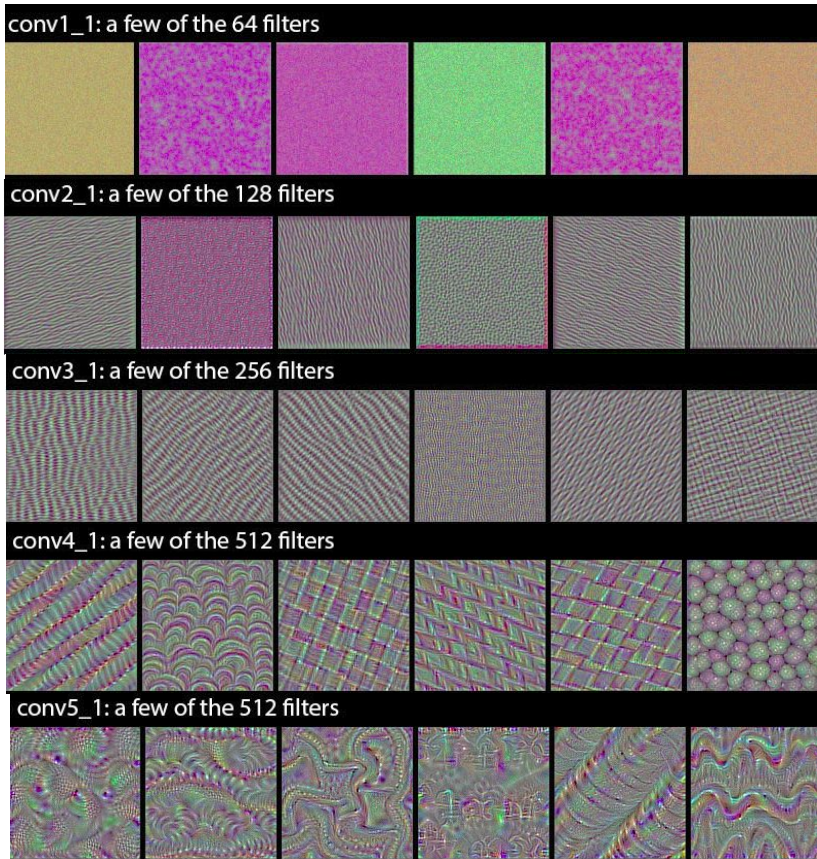 conv1_1: a few of the 64 filters
conv2_1: a few of the 128 filters
conv3_1: a few of the 256 filters
conv4_1: a few of the 512 filters
conv5_1: a few of the 512 filters